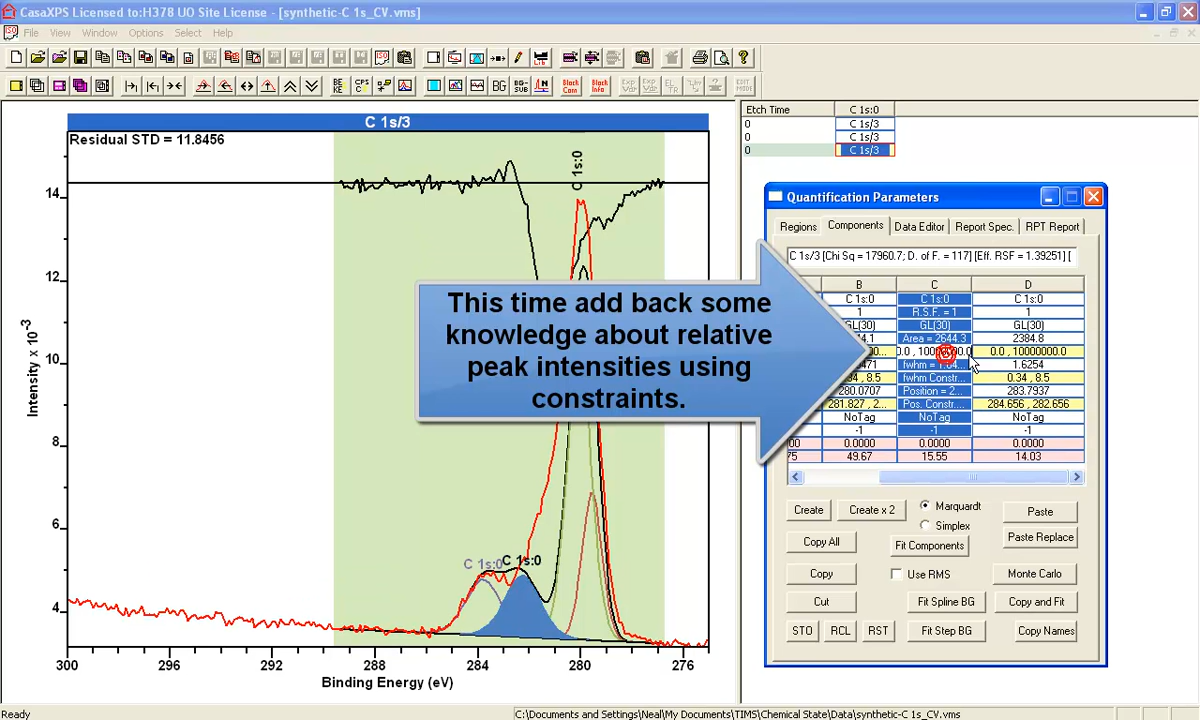 CasaXPS Licensed to:H378 UO Site License - [synthetic-C 1s_CV.vms]
File View Window Options Select Help
C 1s/3
Residual STD = 11.8456
C 1s:0
14
12
10
8
6
4
Intensity x 10^-3
C 1s:0 C 1s:0
300 296 292 288 284 280 276
Binding Energy (eV)
This time add back some
knowledge about relative
peak intensities using
constraints.
Etch Time C 1s:0
0 C 1s/3
0 C 1s/3
0 C 1s/3
Quantification Parameters
Regions Components Data Editor Report Spec. RPT Report
C 1s/3 [Chi Sq = 17960.7; D. of F. = 117] [Eff. RSF = 1.39251] [
B C D
C 1s:0 C 1s:0 C 1s:0
1 R.S.F. = 1 1
GL(30) GL(30) GL(30)
Area = 2644.3 2384.8
0.0 , 10000000.0
1.6254
fwhm Constr... 0.34 , 8.5
280.0707 Position = 2... 283.7937
281.827 , 2... Pos. Constr... 284.656 , 282.656
NoTag NoTag NoTag
-1 -1 -1
0.0000 0.0000 0.0000
49.67 15.55 14.03
Create Create x 2 Marquardt Paste
Simplex
Copy All Fit Components Paste Replace
Copy Use RMS Monte Carlo
Cut Fit Spline BG Copy and Fit
STO RCL RST Fit Step BG Copy Names
Ready C:\Documents and Settings\Neal\My Documents\TIMS\Chemical State\Data\synthetic-C 1s_CV.vms